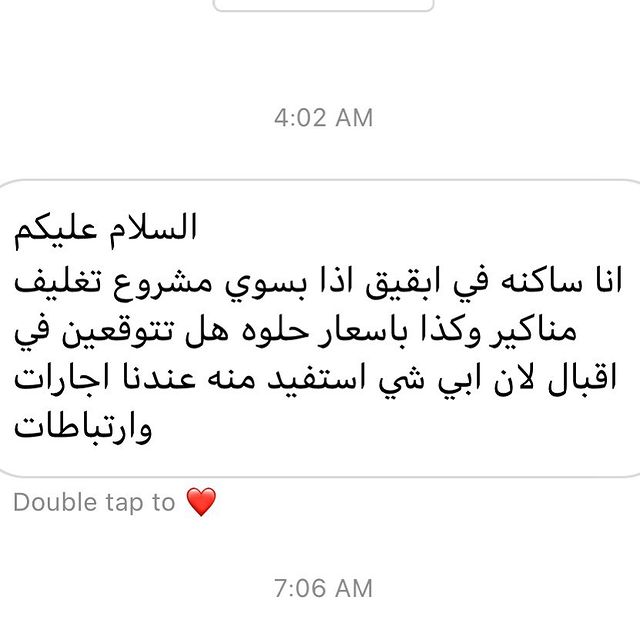 4:02 AM
السلام عليكم
انا ساكنه في ابقيق اذا بسوي مشروع تغليف
مناكير وكذا باسعار حلوه هل تتوقعين في
اقبال لان ابي شي استفيد منه عندنا اجارات
وارتباطات
Double tap to ❤️
7:06 AM